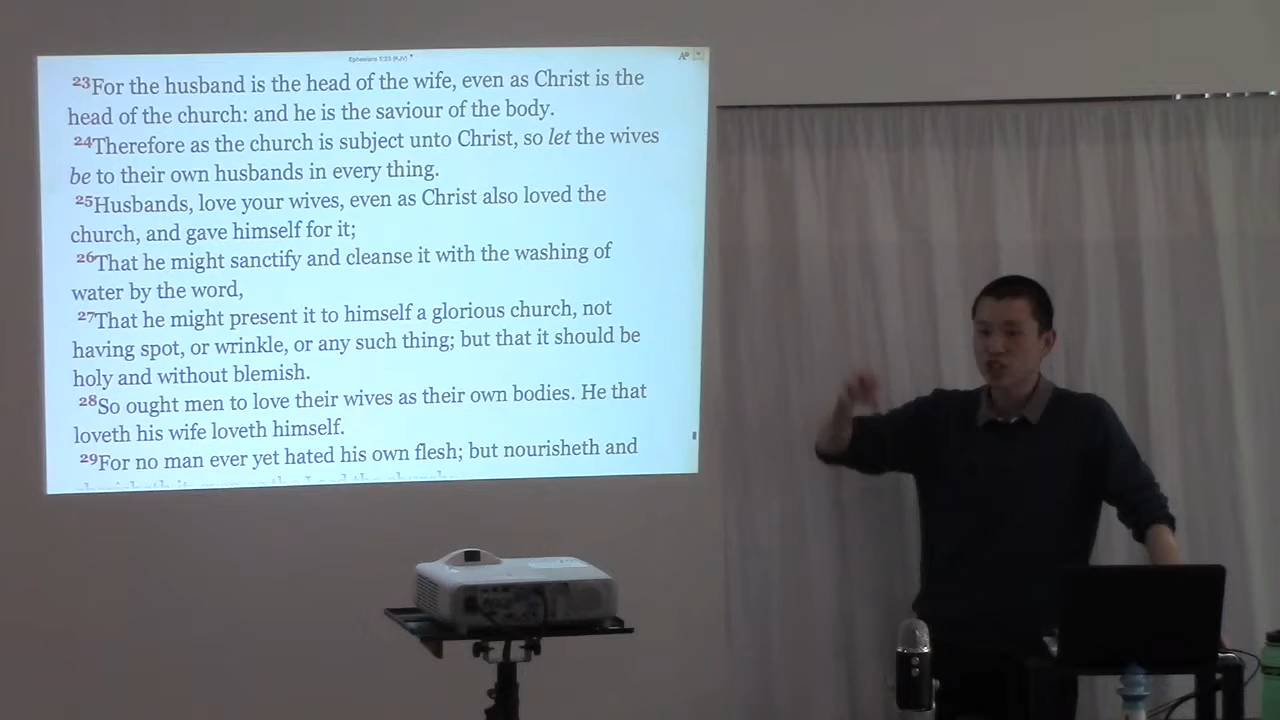 Ephesians 5:23 (KJV)
23For the husband is the head of the wife, even as Christ is the
head of the church: and he is the saviour of the body.
24Therefore as the church is subject unto Christ, so let the wives
be to their own husbands in every thing.
25Husbands, love your wives, even as Christ also loved the
church, and gave himself for it;
26That he might sanctify and cleanse it with the washing of
water by the word,
27That he might present it to himself a glorious church, not
having spot, or wrinkle, or any such thing; but that it should be
holy and without blemish.
28So ought men to love their wives as their own bodies. He that
loveth his wife loveth himself.
29For no man ever yet hated his own flesh; but nourisheth and